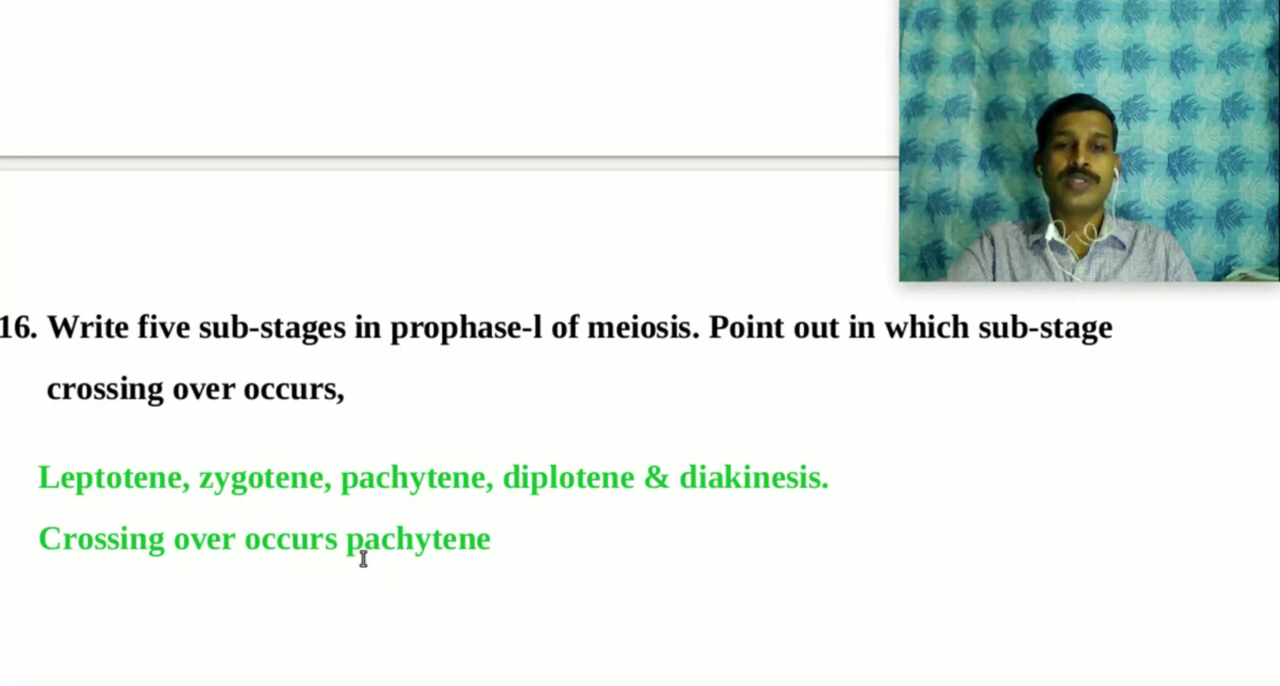 16. Write five sub-stages in prophase-l of meiosis. Point out in which sub-stage
crossing over occurs,
Leptotene, zygotene, pachytene, diplotene & diakinesis.
Crossing over occurs pachytene